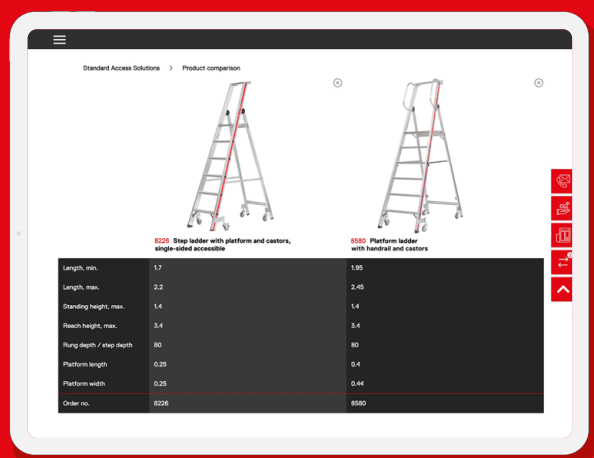 Standard Access Solutions > Product comparison
8226 Step ladder with platform and castors,
single-sided accessible
8580 Platform ladder
with handrail and castors
Length, min. 1.7 1.95
Length, max. 2.2 2.45
Standing height, max. 1.4 1.4
Reach height, max. 3.4 3.4
Rung depth / step depth 80 80
Platform length 0.25 0.4
Platform width 0.25 0.44
Order no. 8226 8580